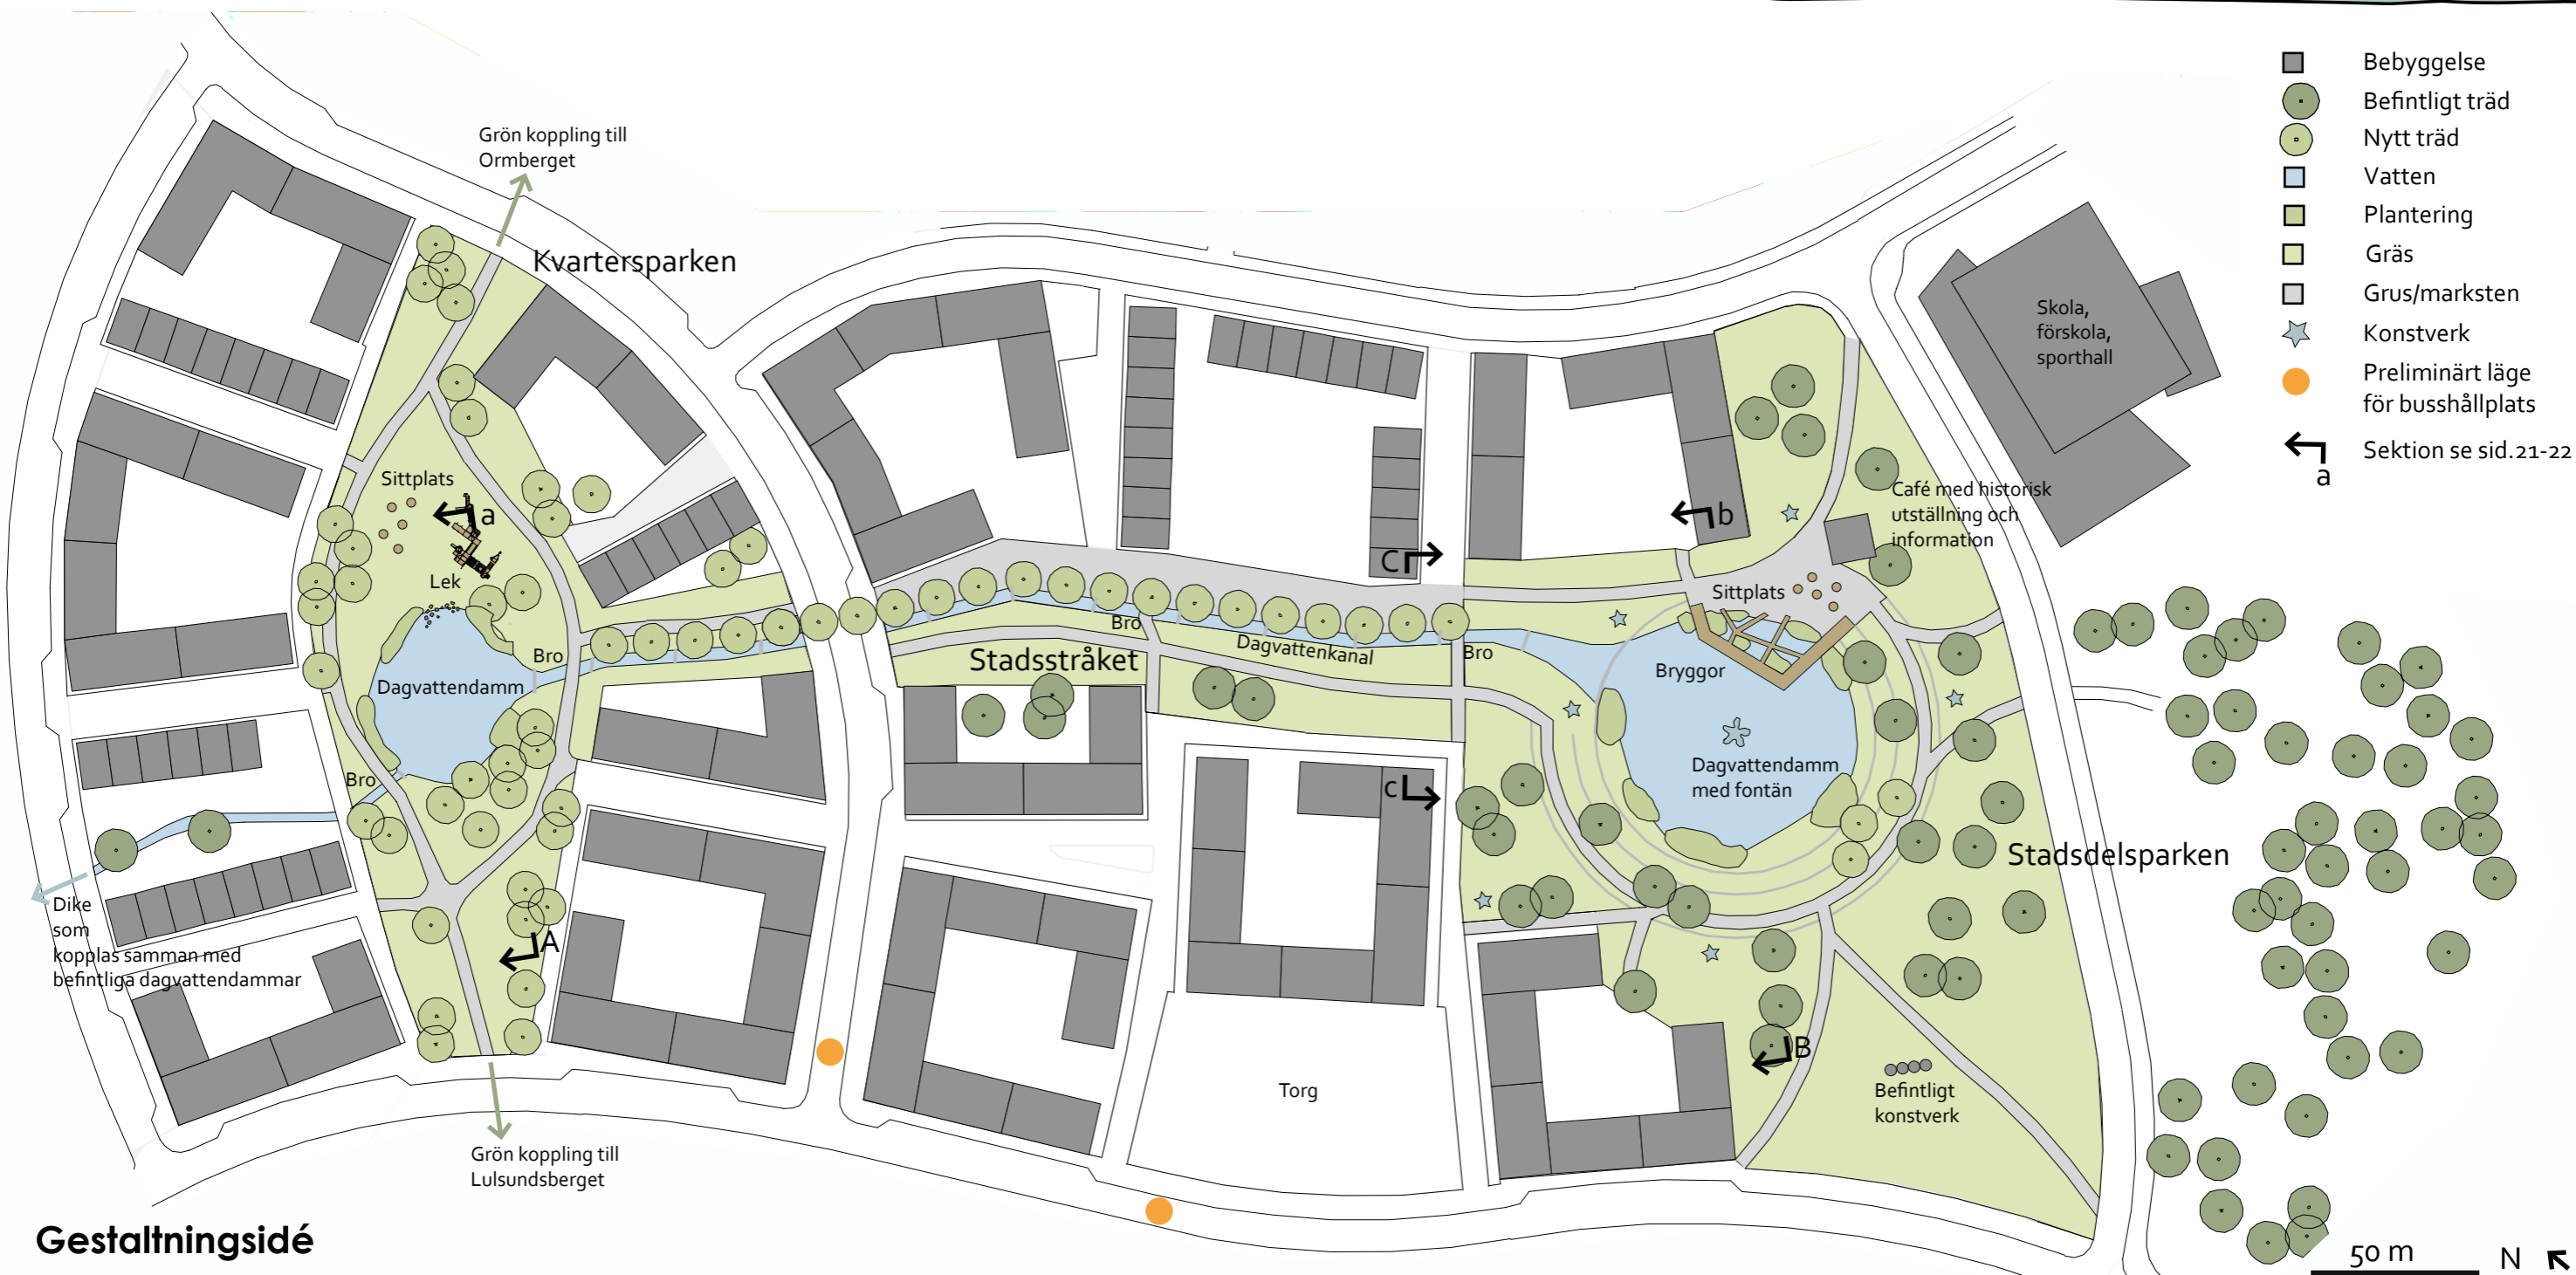 Grön koppling till
Ormberget
Kvartersparken
Sittplats
a
Lek
Dagvattendamm
Bro
Bro
Dike
som
kopplas samman med
befintliga dagvattendammar
A
Grön koppling till
Lulsundsberget
Stadsstråket
Bro
Dagvattenkanal
Bro
C
c
Torg
b
Skola,
förskola,
sporthall
Café med historisk
utställning och
information
Sittplats
Bryggor
Dagvattendamm
med fontän
Stadsdelsparken
B
Befintligt
konstverk
Bebyggelse
Befintligt träd
Nytt träd
Vatten
Plantering
Gräs
Grus/marksten
Konstverk
Preliminärt läge
för busshållplats
a
Sektion se sid.21-22
Gestaltningsidé
50 m
N